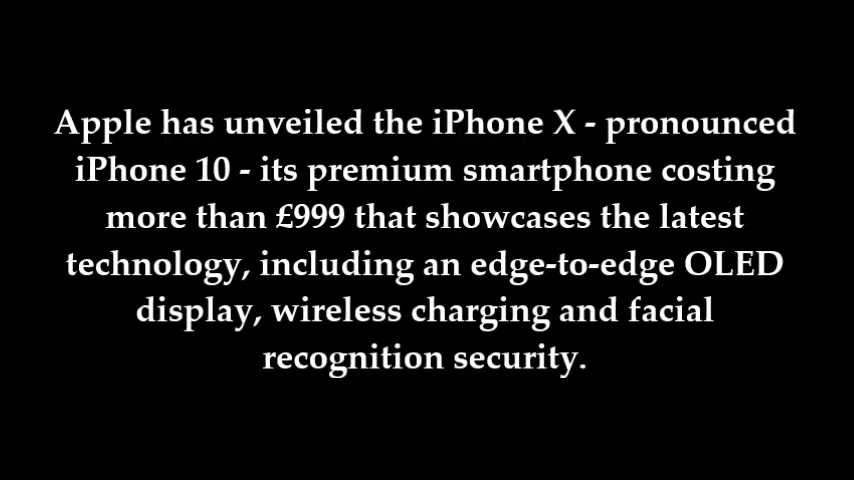 Apple has unveiled the iPhone X - pronounced
iPhone 10 - its premium smartphone costing
more than £999 that showcases the latest
technology, including an edge-to-edge OLED
display, wireless charging and facial
recognition security.